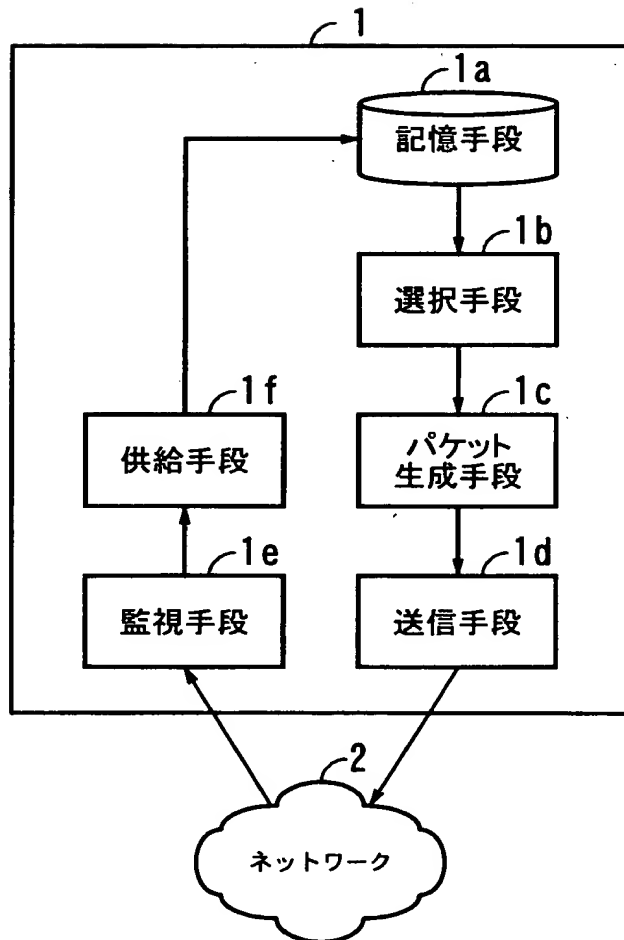 1
1a
記憶手段
1b
選択手段
1f
1c
供給手段
パケット
生成手段
1e
1d
監視手段
送信手段
2
ネットワーク